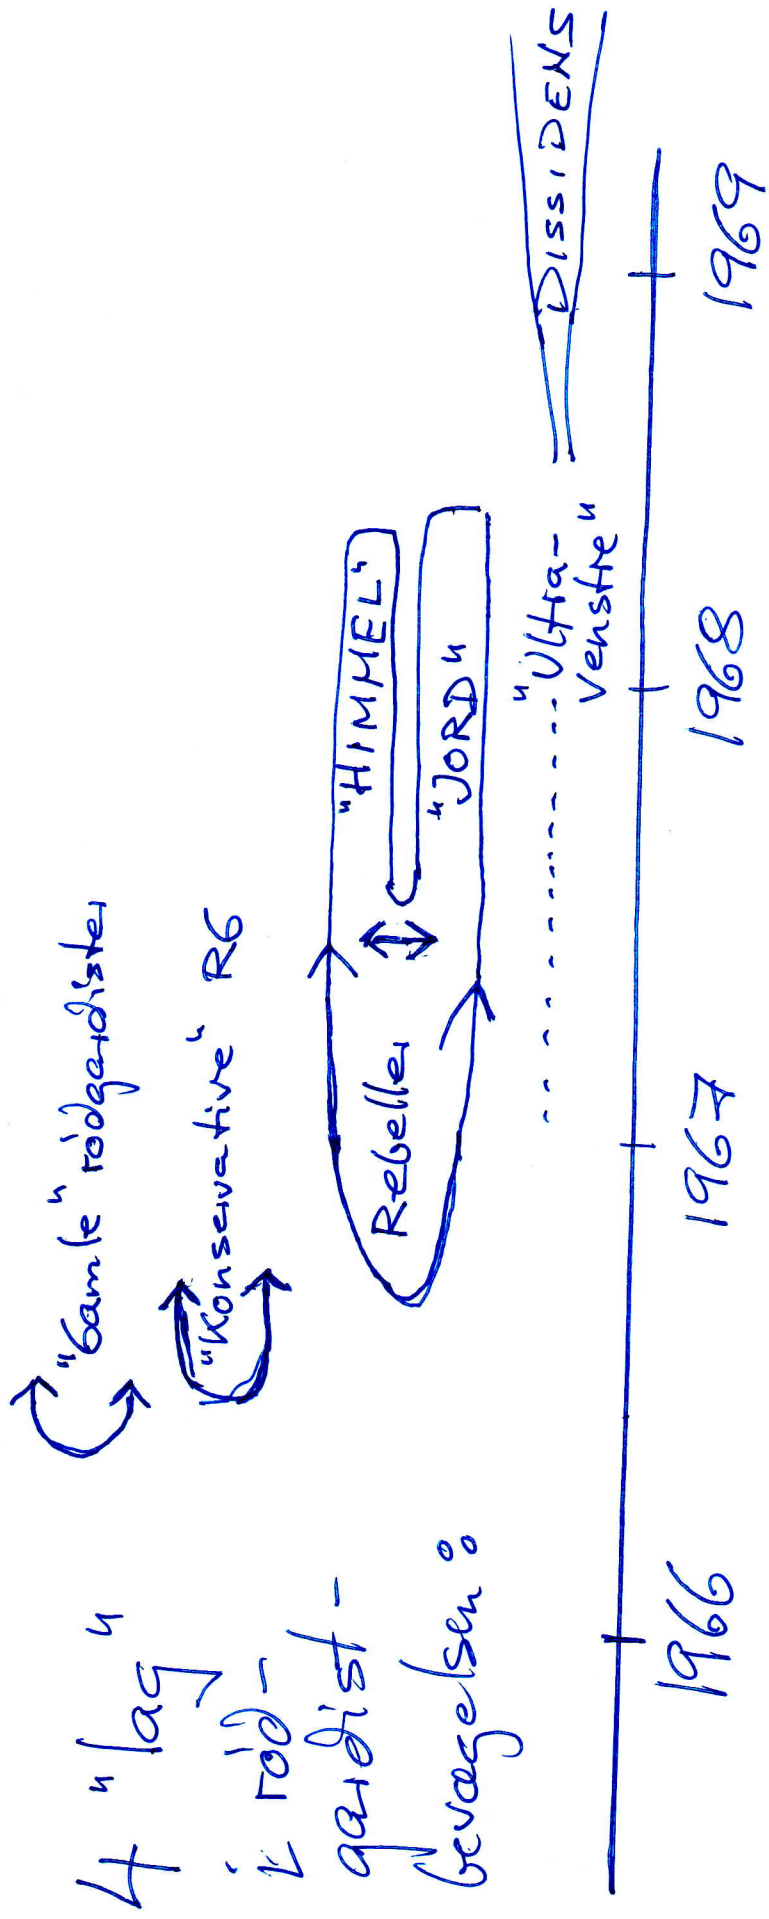 4 "lag"
i rød-
gardist-
bevægelsen:
"Gamle" rødgardister
"Konservative" RG
Rebeller
"HIMMEL"
"JORD"
"Ultra-
venstre"
DISSIDENS
1966
1967
1968
1969